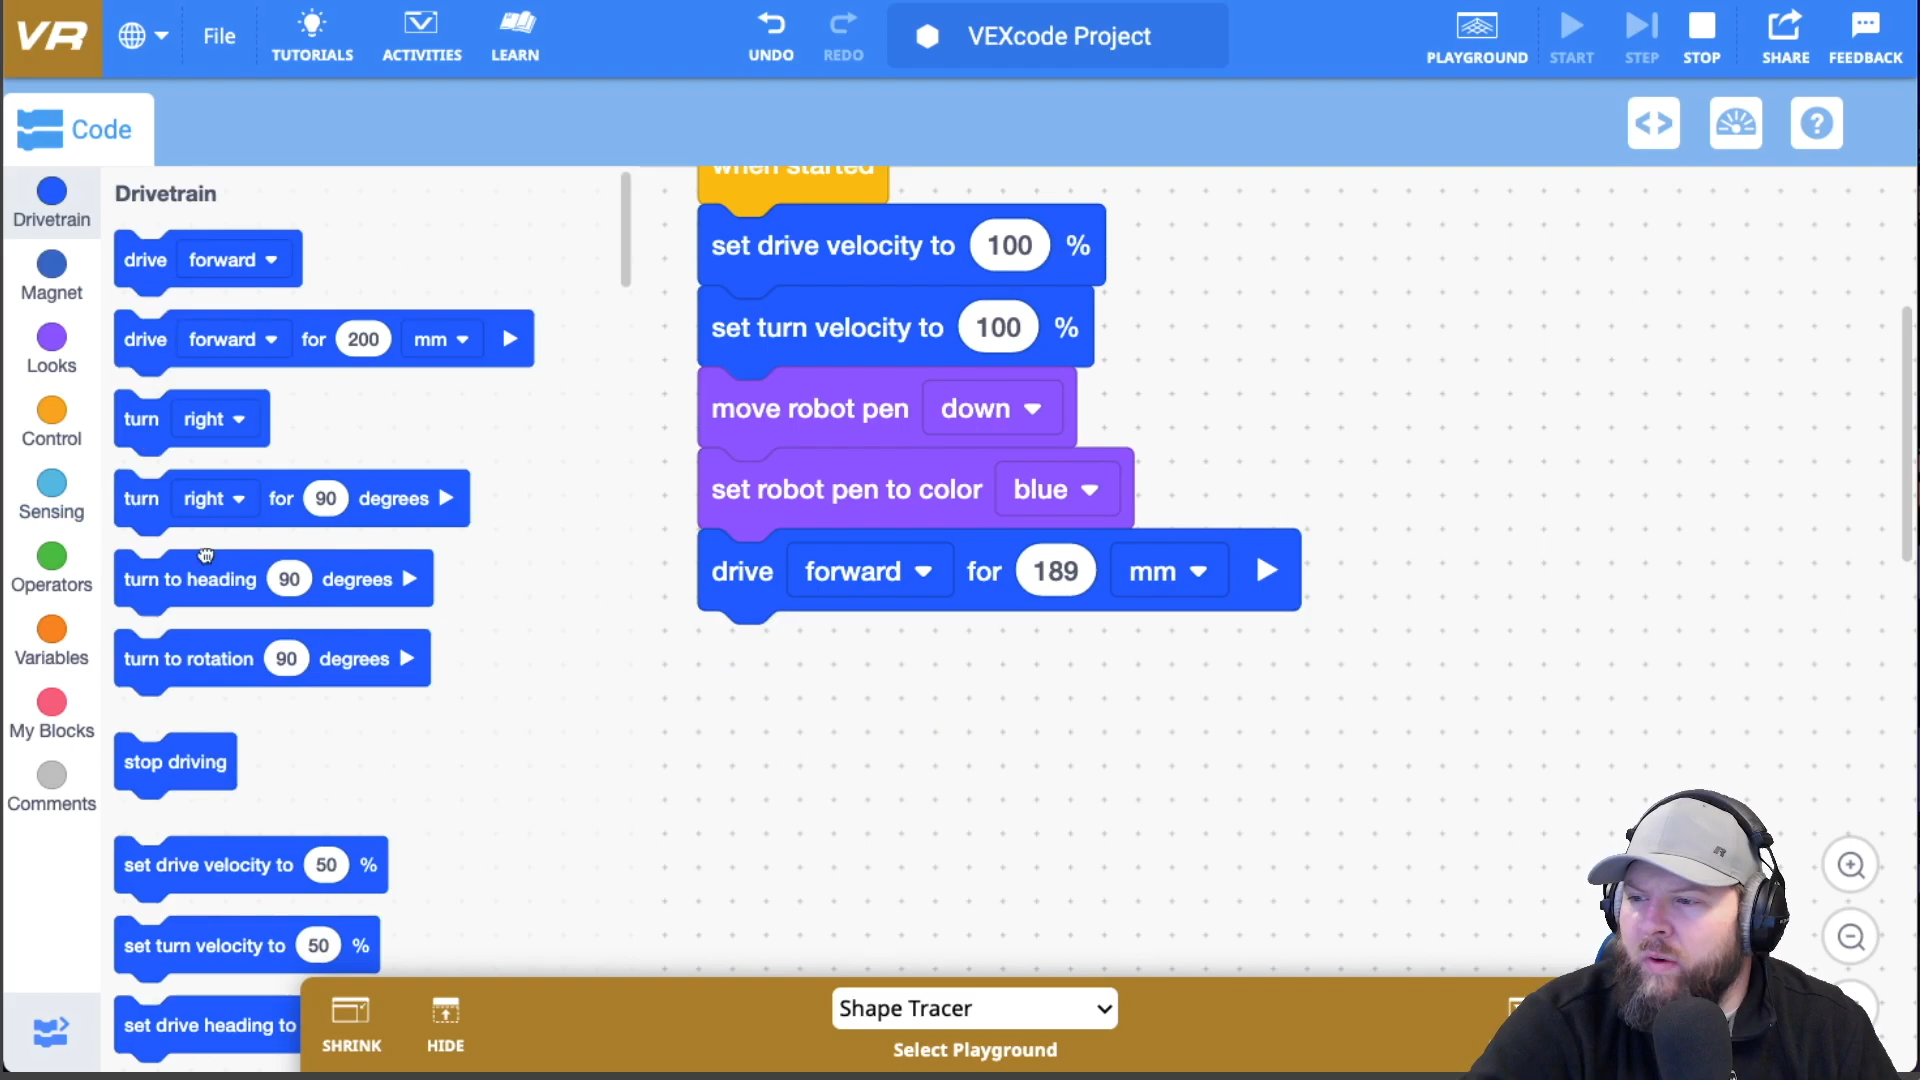 VR
File
TUTORIALS
ACTIVITIES
LEARN
UNDO
REDO
VEXcode Project
PLAYGROUND
START
STEP
STOP
SHARE
FEEDBACK
Code
Drivetrain
Magnet
Looks
Control
Sensing
Operators
Variables
My Blocks
Comments
Drivetrain
drive forward
drive forward for 200 mm
turn right
turn right for 90 degrees
turn to heading 90 degrees
turn to rotation 90 degrees
stop driving
set drive velocity to 50 %
set turn velocity to 50 %
set drive heading to
when started
set drive velocity to 100 %
set turn velocity to 100 %
move robot pen down
set robot pen to color blue
drive forward for 189 mm
SHRINK
HIDE
Shape Tracer
Select Playground